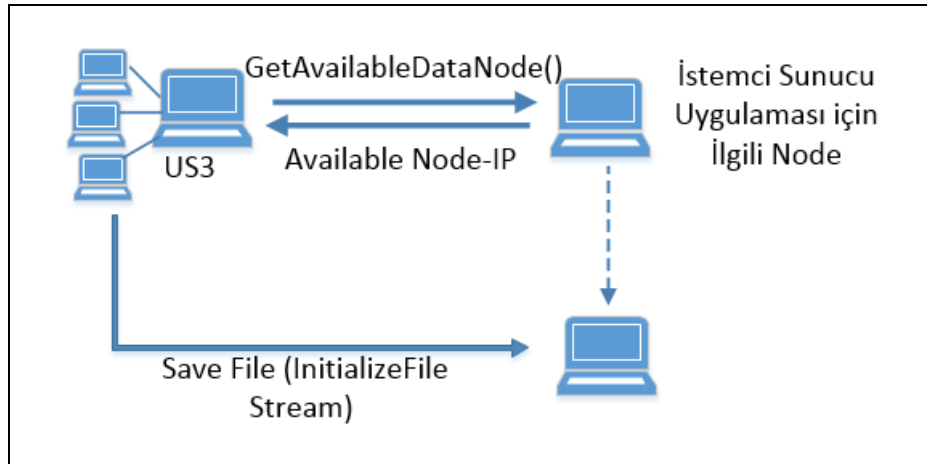 GetAvailableDataNode()
Available Node-IP
US3
İstemci Sunucu
Uygulaması için
İlgili Node
Save File (InitializeFile
Stream)